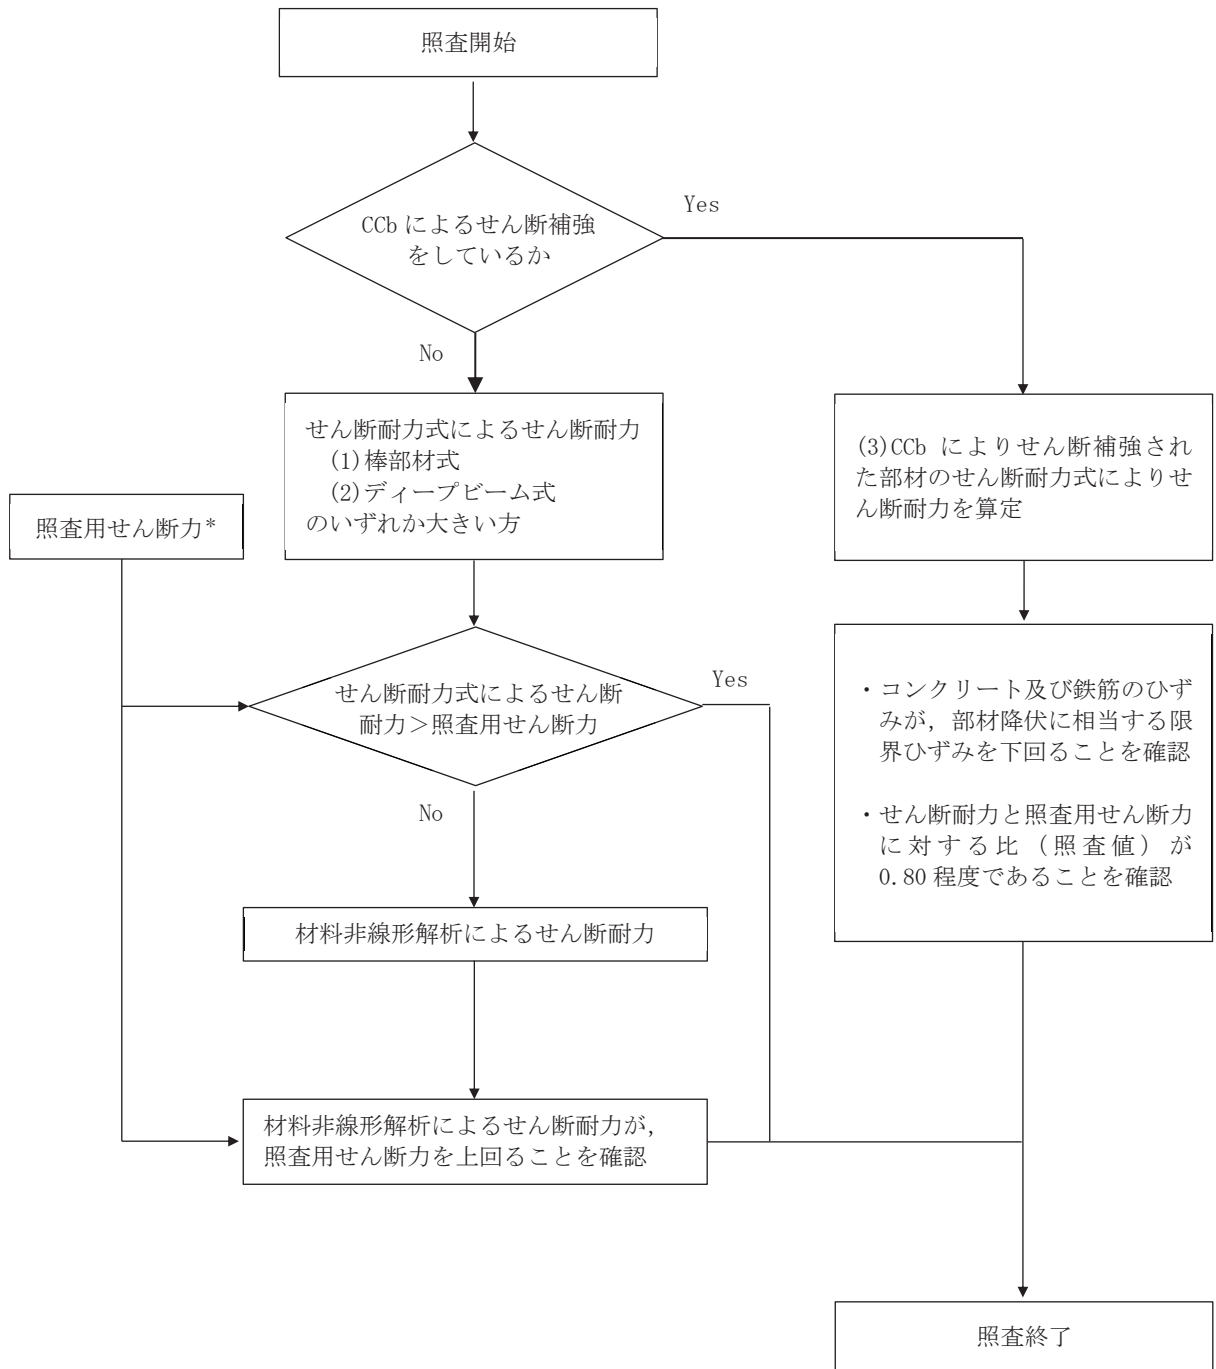 照査開始
CCb によるせん断補強
をしているか
Yes
No
せん断耐力式によるせん断耐力
(1)棒部材式
(2)ディープビーム式
のいずれか大きい方
(3)CCb によりせん断補強され
た部材のせん断耐力式によりせ
ん断耐力を算定
照査用せん断力*
せん断耐力式によるせん断
耐力＞照査用せん断力
Yes
No
・コンクリート及び鉄筋のひず
みが，部材降伏に相当する限
界ひずみを下回ることを確認
・せん断耐力と照査用せん断力
に対する比（照査値）が
0.80 程度であることを確認
材料非線形解析によるせん断耐力
材料非線形解析によるせん断耐力が，
照査用せん断力を上回ることを確認
照査終了